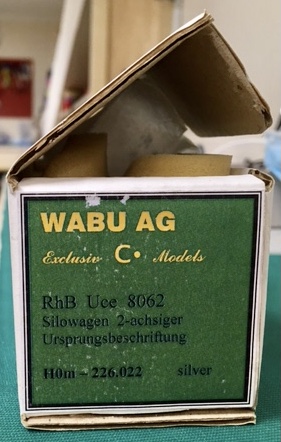 WABU AG
Exclusiv C• Models
RhB Uce 8062
Silowagen 2-achsiger
Ursprungsbeschriftung
H0m - 226.022 silver